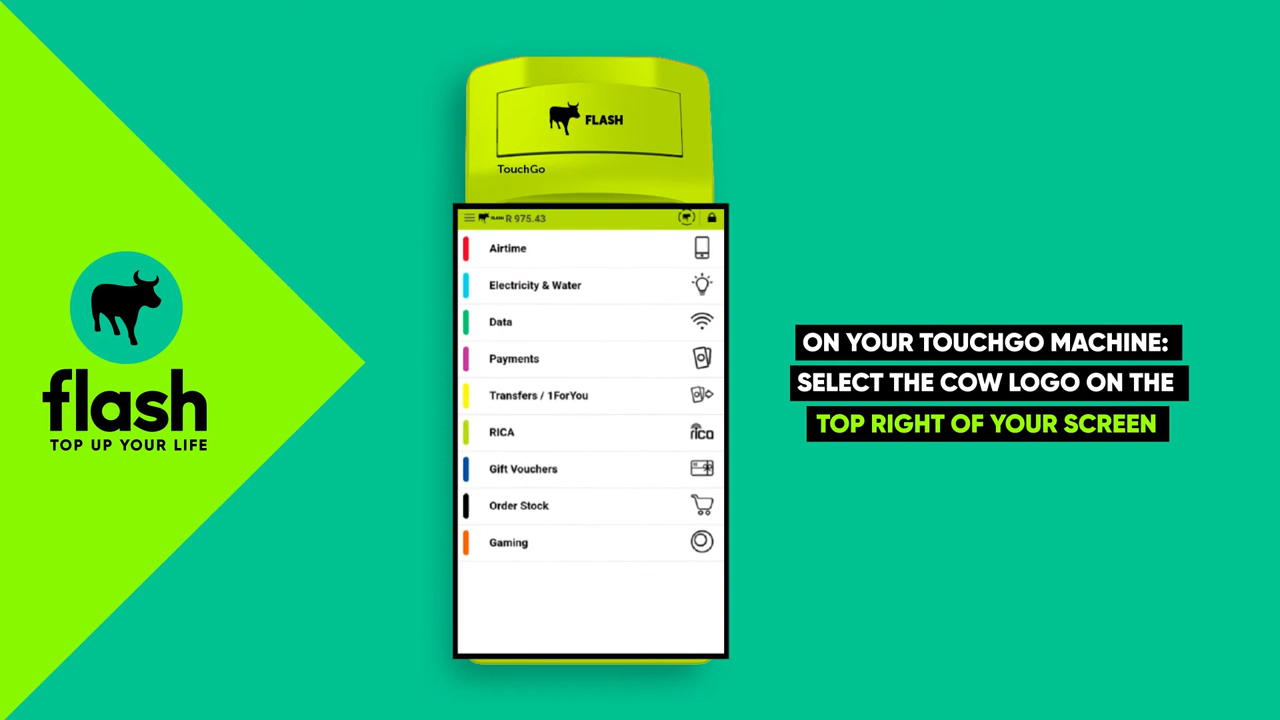 flash
TOP UP YOUR LIFE
FLASH
TouchGo
FLASH R 975.43
Airtime
Electricity & Water
Data
Payments
Transfers / 1ForYou
RICA
rica
Gift Vouchers
Order Stock
Gaming
ON YOUR TOUCHGO MACHINE:
SELECT THE COW LOGO ON THE
TOP RIGHT OF YOUR SCREEN